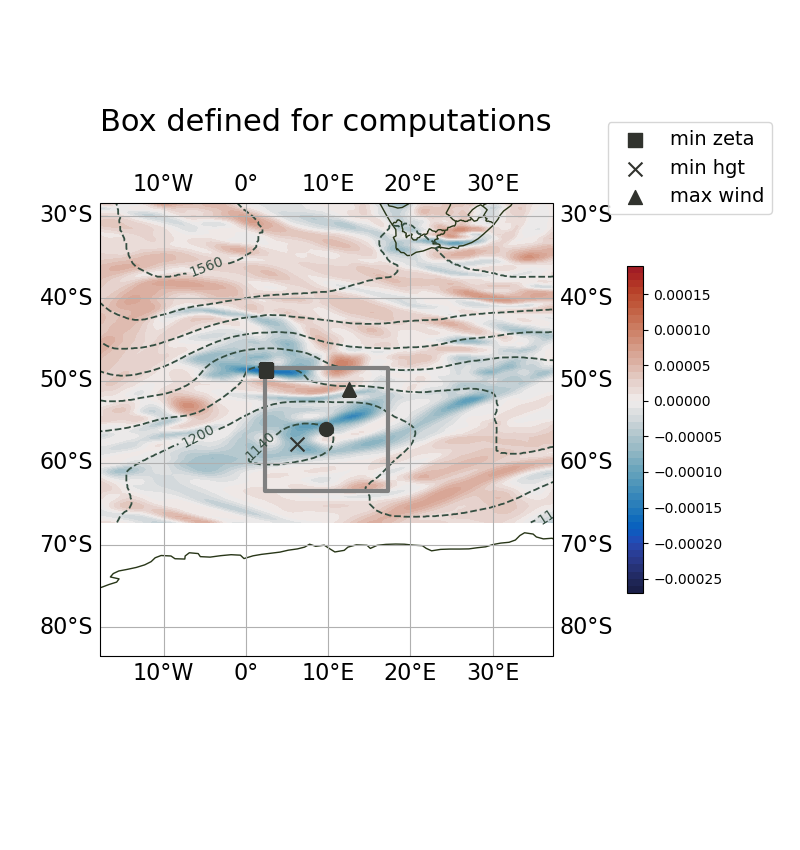 Box defined for computations
min zeta
min hgt
max wind
10°W 0° 10°E 20°E 30°E
30°S 30°S
40°S
50°S
60°S
70°S
80°S 80°S
1560
1200
1140
0.00015
0.00010
0.00005
0.00000
−0.00005
−0.00010
−0.00015
−0.00020
−0.00025
10°W 0° 10°E 20°E 30°E
40°S
50°S
60°S
70°S